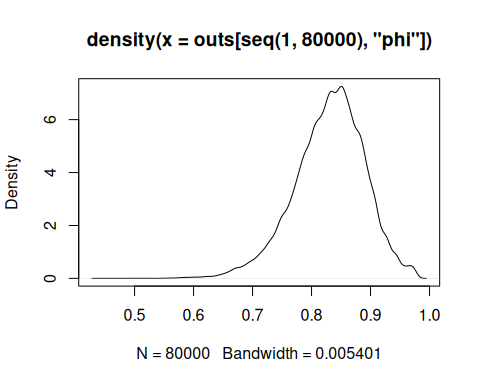 density(x = outs[seq(1, 80000), "phi"])
Density
6
4
2
0
0.5 0.6 0.7 0.8 0.9 1.0
N = 80000 Bandwidth = 0.005401